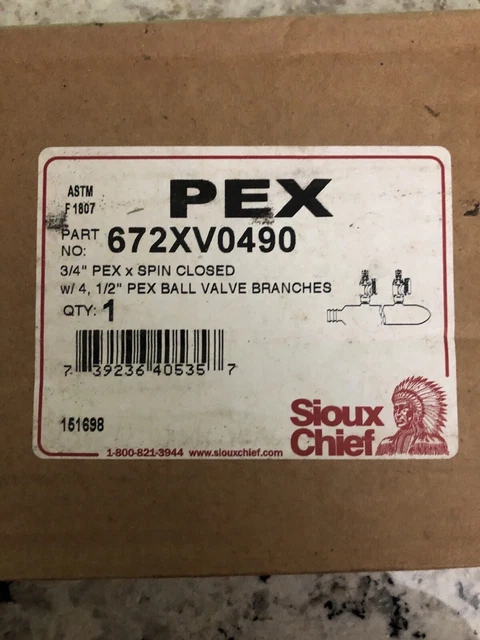 ASTM
F1807
PEX
PART
NO: 672XV0490
3/4" PEX x SPIN CLOSED
w/ 4, 1/2" PEX BALL VALVE BRANCHES
QTY: 1
7 39236 40535 7
151698
Sioux
Chief
1-800-821-3944 www.siouxchief.com